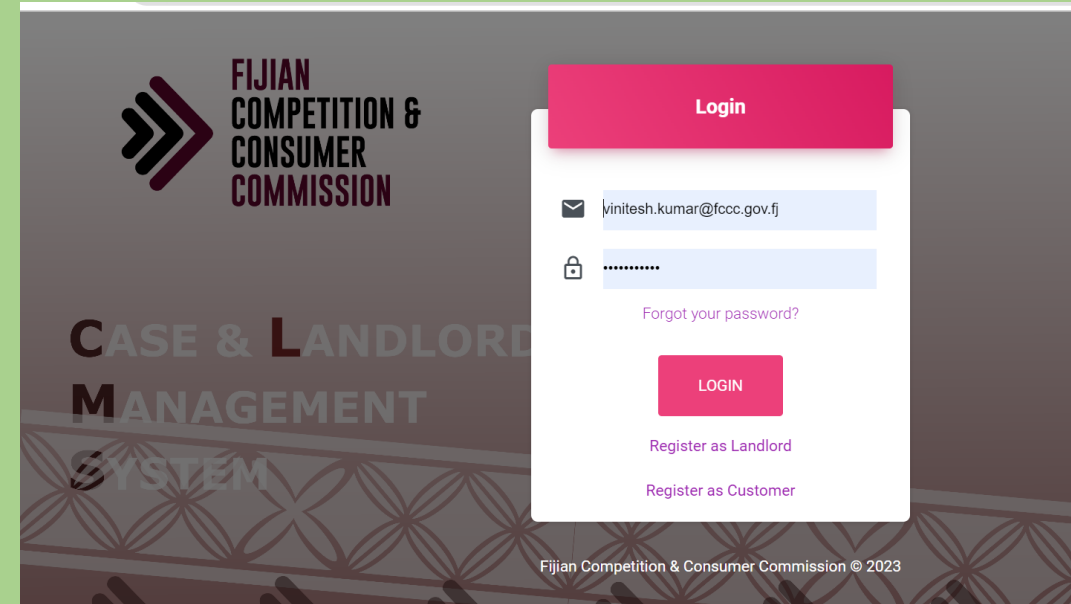 FIJIAN
COMPETITION &
CONSUMER
COMMISSION
CASE & LANDLORD
MANAGEMENT
SYSTEM
Login
vinitesh.kumar@fccc.gov.fj
•••••••••••
Forgot your password?
LOGIN
Register as Landlord
Register as Customer
Fijian Competition & Consumer Commission © 2023